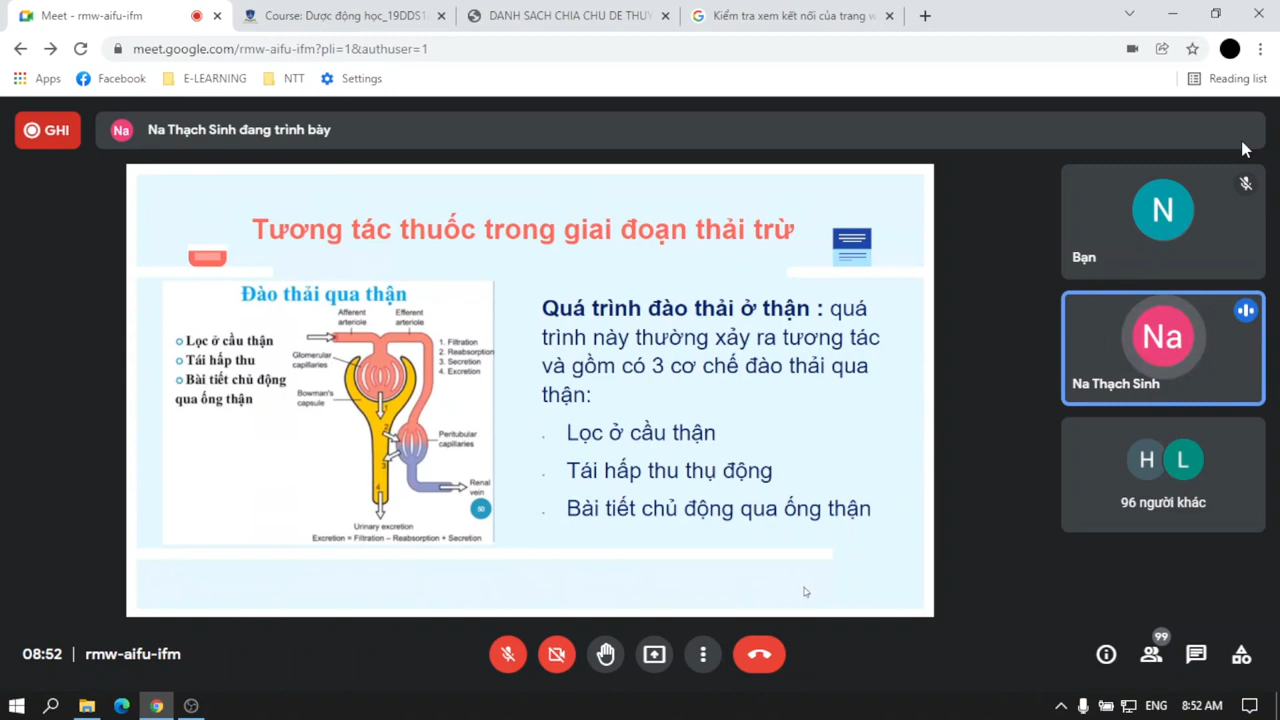 Meet - rmw-aifu-ifm
Course: Dược động học_19DDS1
DANH SACH CHIA CHU DE THUY
Kiểm tra xem kết nối của trang w
meet.google.com/rmw-aifu-ifm?pli=1&authuser=1
Apps
Facebook
E-LEARNING
NTT
Settings
Reading list
GHI
Na
Na Thạch Sinh đang trình bày
Tương tác thuốc trong giai đoạn thải trừ
Đào thải qua thận
Lọc ở cầu thận
Tái hấp thu
Bài tiết chủ động
qua ống thận
Afferent
arteriole
Efferent
arteriole
Glomerular
capillaries
Bowman's
capsule
1. Filtration
2. Reabsorption
3. Secretion
4. Excretion
1
2
3
4
Peritubular
capillaries
Renal
vein
50
Urinary excretion
Excretion = Filtration – Reabsorption + Secretion
Quá trình đào thải ở thận : quá
trình này thường xảy ra tương tác
và gồm có 3 cơ chế đào thải qua
thận:
Lọc ở cầu thận
Tái hấp thu thụ động
Bài tiết chủ động qua ống thận
N
Bạn
Na
Na Thạch Sinh
H
L
96 người khác
08:52
rmw-aifu-ifm
99
ENG
8:52 AM